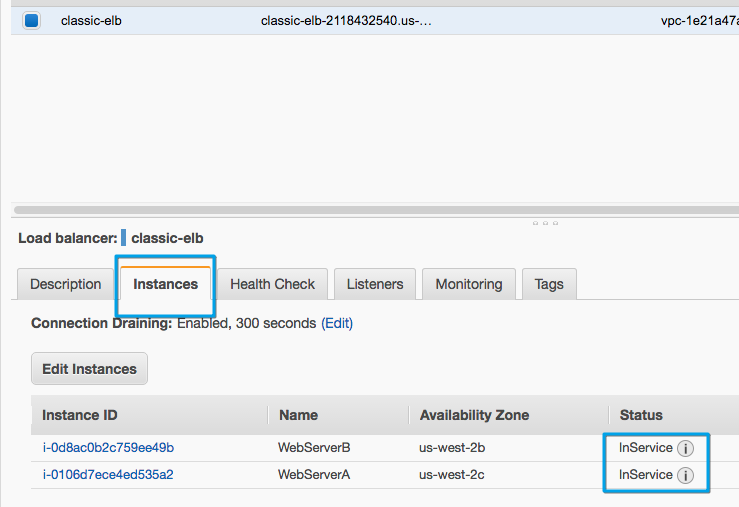 classic-elb classic-elb-2118432540.us-... vpc-1e21a47a
Load balancer: classic-elb
Description Instances Health Check Listeners Monitoring Tags
Connection Draining: Enabled, 300 seconds (Edit)
Edit Instances
Instance ID Name Availability Zone Status
i-0d8ac0b2c759ee49b WebServerB us-west-2b InService i
i-0106d7ece4ed535a2 WebServerA us-west-2c InService i